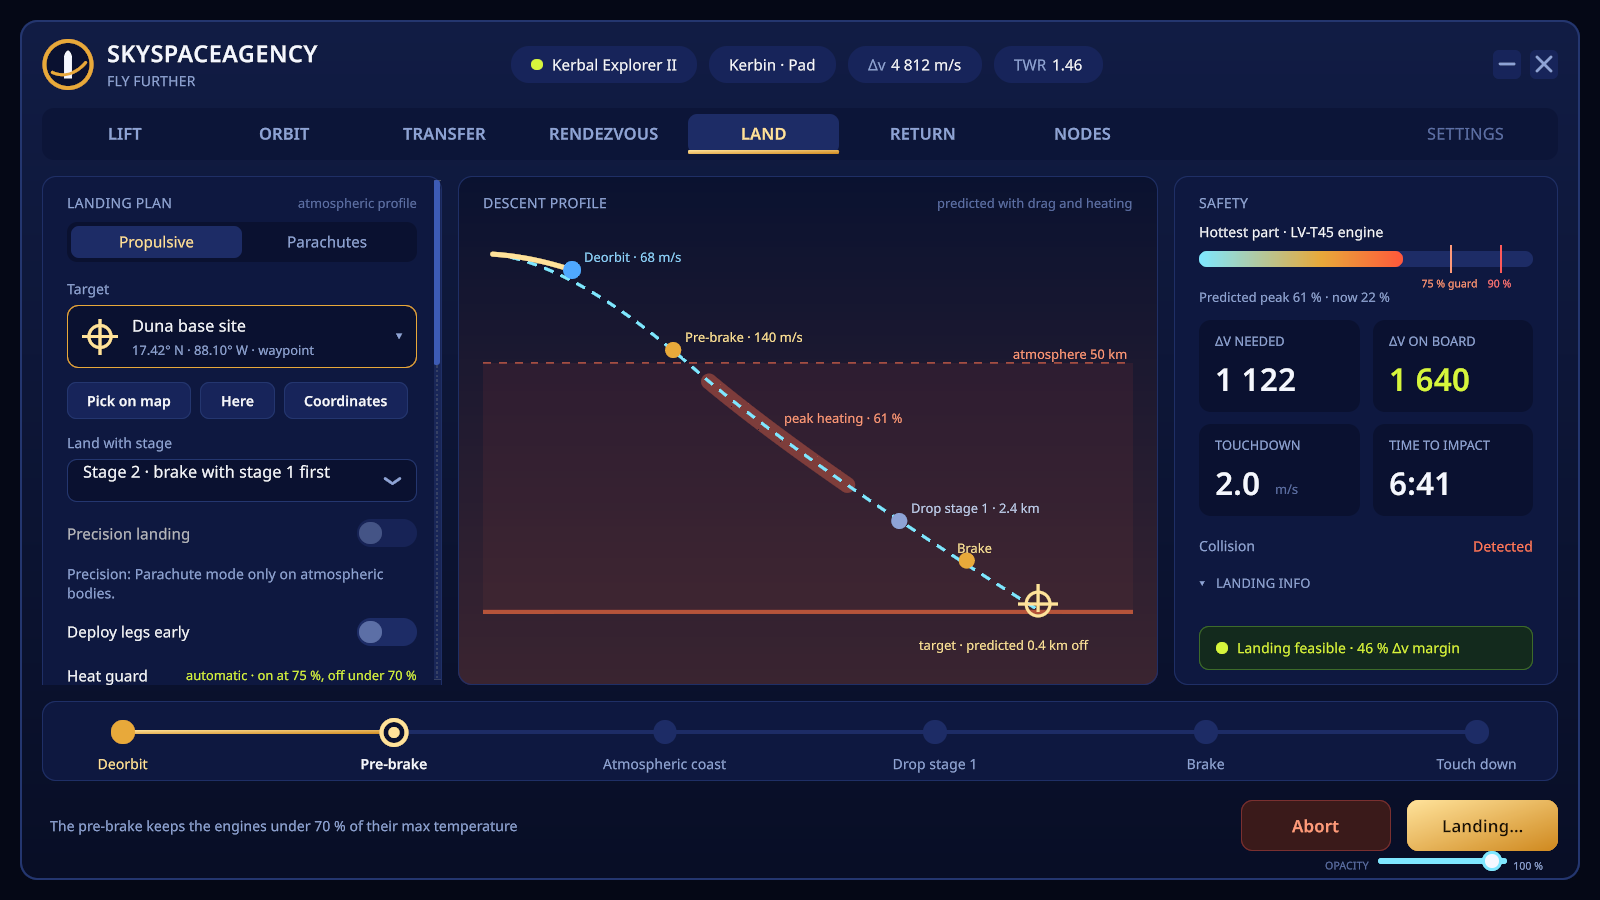 SKYSPACEAGENCY
FLY FURTHER
Kerbal Explorer II
Kerbin · Pad
Δv 4 812 m/s
TWR 1.46
LIFT
ORBIT
TRANSFER
RENDEZVOUS
LAND
RETURN
NODES
SETTINGS
LANDING PLAN
atmospheric profile
Propulsive
Parachutes
Target
Duna base site
17.42° N · 88.10° W · waypoint
Pick on map
Here
Coordinates
Land with stage
Stage 2 · brake with stage 1 first
Precision landing
Precision: Parachute mode only on atmospheric
bodies.
Deploy legs early
Heat guard
automatic · on at 75 %, off under 70 %
DESCENT PROFILE
predicted with drag and heating
Deorbit · 68 m/s
Pre-brake · 140 m/s
atmosphere 50 km
peak heating · 61 %
Drop stage 1 · 2.4 km
Brake
target · predicted 0.4 km off
SAFETY
Hottest part · LV-T45 engine
75 % guard
90 %
Predicted peak 61 % · now 22 %
ΔV NEEDED
1 122
ΔV ON BOARD
1 640
TOUCHDOWN
2.0 m/s
TIME TO IMPACT
6:41
Collision
Detected
LANDING INFO
Landing feasible · 46 % Δv margin
Deorbit
Pre-brake
Atmospheric coast
Drop stage 1
Brake
Touch down
The pre-brake keeps the engines under 70 % of their max temperature
Abort
Landing...
OPACITY
100 %